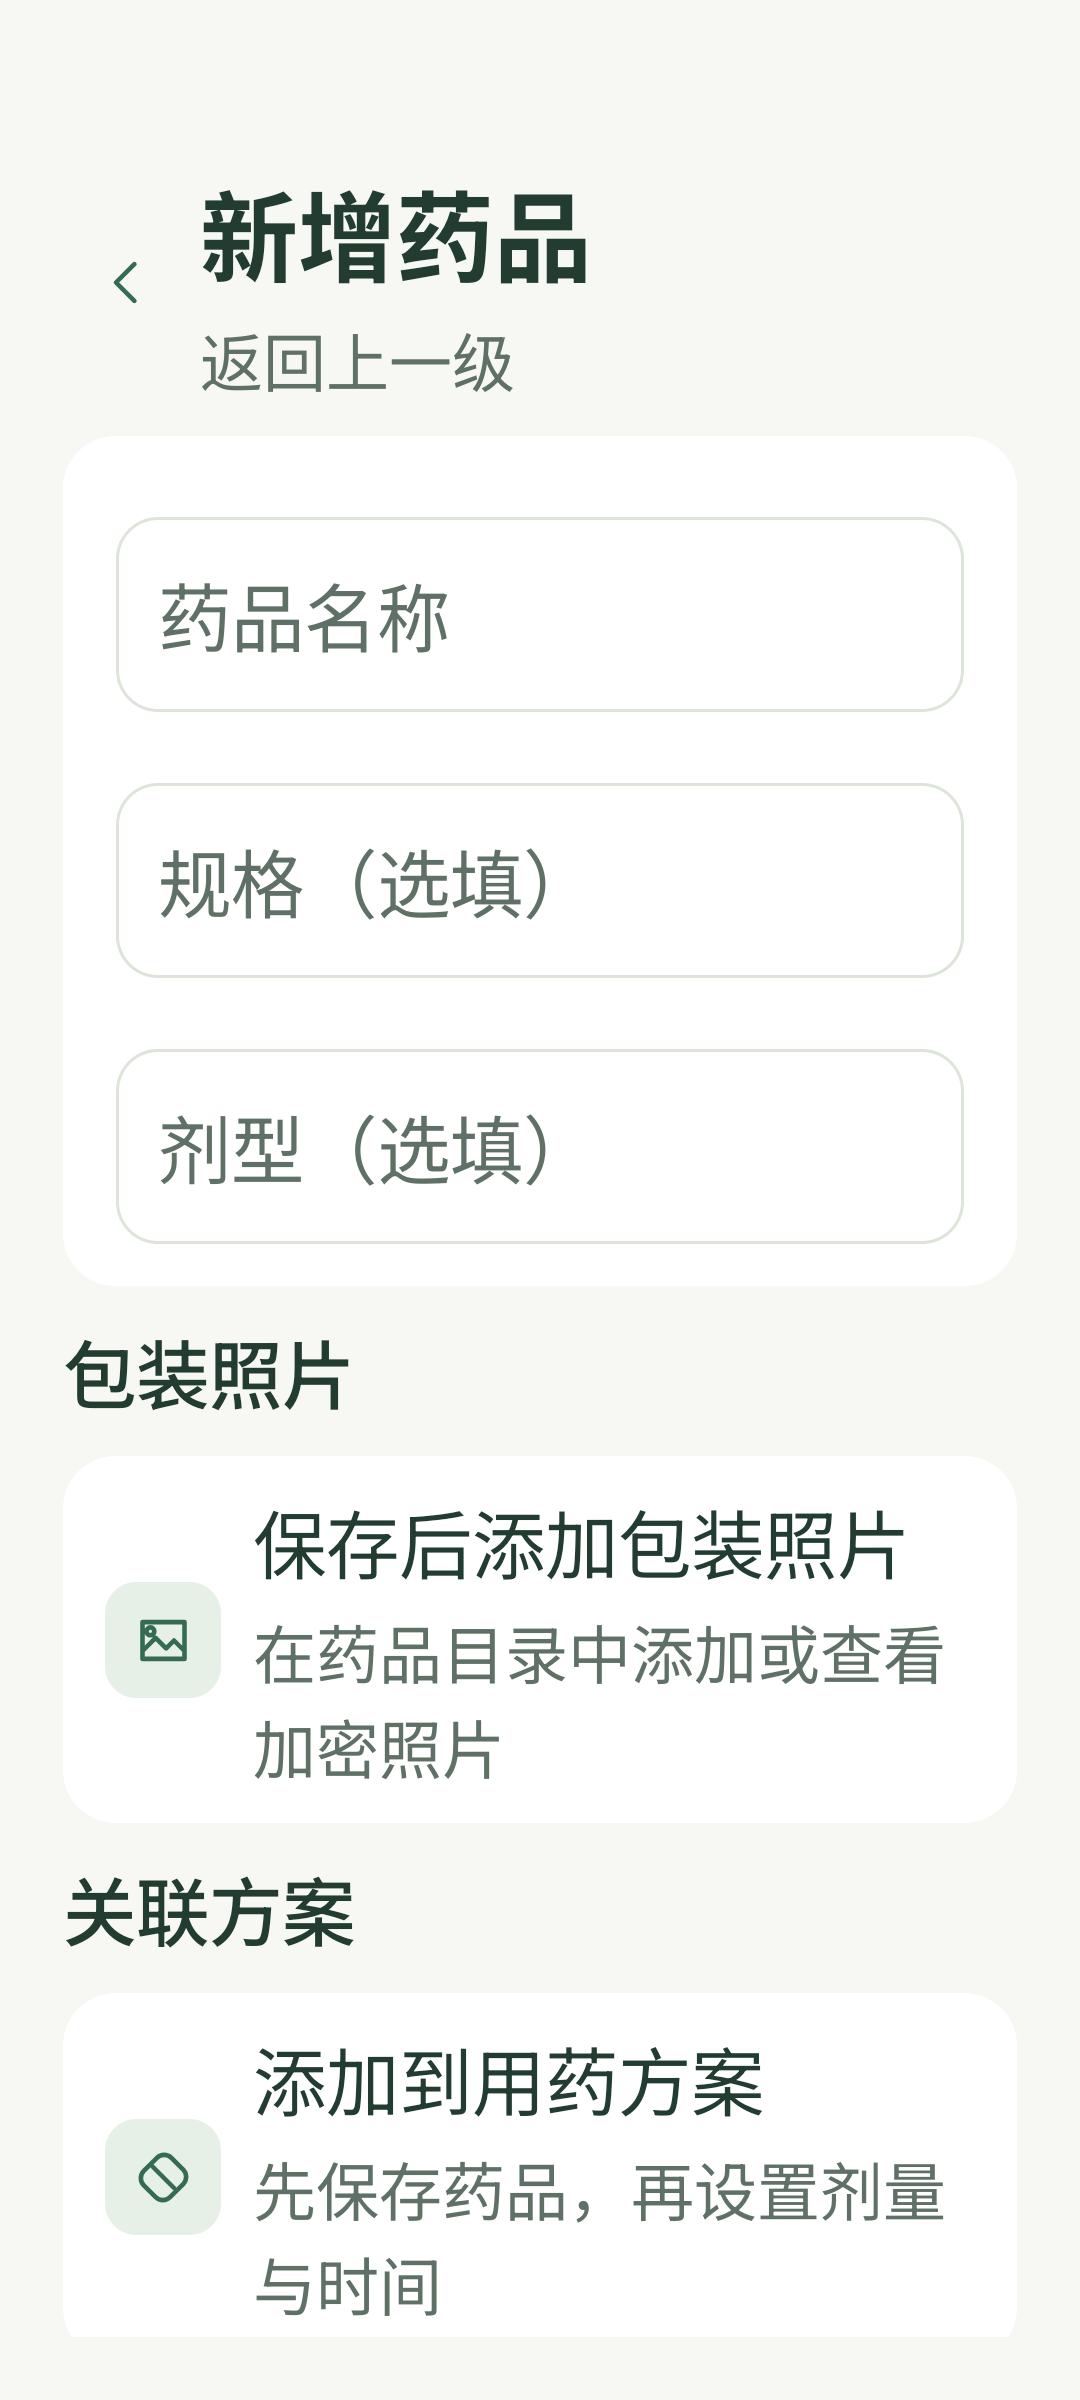 新增药品
返回上一级
药品名称
规格（选填）
剂型（选填）
包装照片
保存后添加包装照片
在药品目录中添加或查看
加密照片
关联方案
添加到用药方案
先保存药品，再设置剂量
与时间